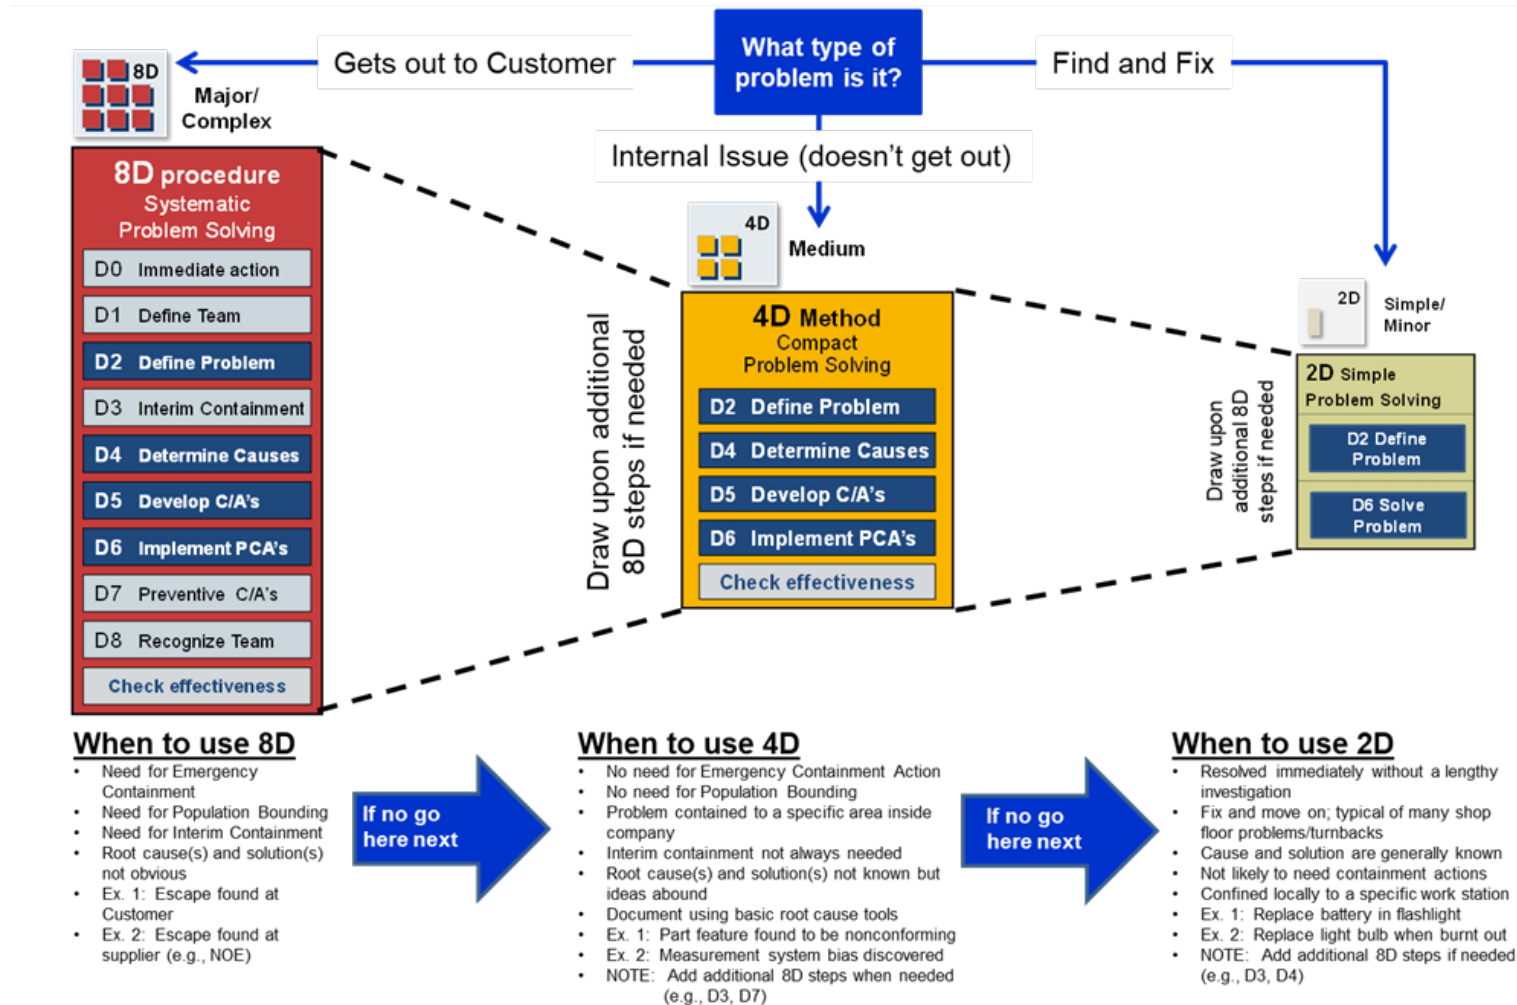 What type of
problem is it?
Gets out to Customer
Find and Fix
Internal Issue (doesn't get out)
8D
Major/
Complex
8D procedure
Systematic
Problem Solving
D0 Immediate action
D1 Define Team
D2 Define Problem
D3 Interim Containment
D4 Determine Causes
D5 Develop C/A's
D6 Implement PCA's
D7 Preventive C/A's
D8 Recognize Team
Check effectiveness
Draw upon additional
8D steps if needed
4D
Medium
4D Method
Compact
Problem Solving
D2 Define Problem
D4 Determine Causes
D5 Develop C/A's
D6 Implement PCA's
Check effectiveness
Draw upon
additional 8D
steps if needed
2D
Simple/
Minor
2D Simple
Problem Solving
D2 Define
Problem
D6 Solve
Problem
When to use 8D
• Need for Emergency
Containment
• Need for Population Bounding
• Need for Interim Containment
• Root cause(s) and solution(s)
not obvious
• Ex. 1: Escape found at
Customer
• Ex. 2: Escape found at
supplier (e.g., NOE)
If no go
here next
When to use 4D
• No need for Emergency Containment Action
• No need for Population Bounding
• Problem contained to a specific area inside
company
• Interim containment not always needed
• Root cause(s) and solution(s) not known but
ideas abound
• Document using basic root cause tools
• Ex. 1: Part feature found to be nonconforming
• Ex. 2: Measurement system bias discovered
• NOTE: Add additional 8D steps when needed
(e.g., D3, D7)
If no go
here next
When to use 2D
• Resolved immediately without a lengthy
investigation
• Fix and move on; typical of many shop
floor problems/turnbacks
• Cause and solution are generally known
• Not likely to need containment actions
• Confined locally to a specific work station
• Ex. 1: Replace battery in flashlight
• Ex. 2: Replace light bulb when burnt out
• NOTE: Add additional 8D steps if needed
(e.g., D3, D4)